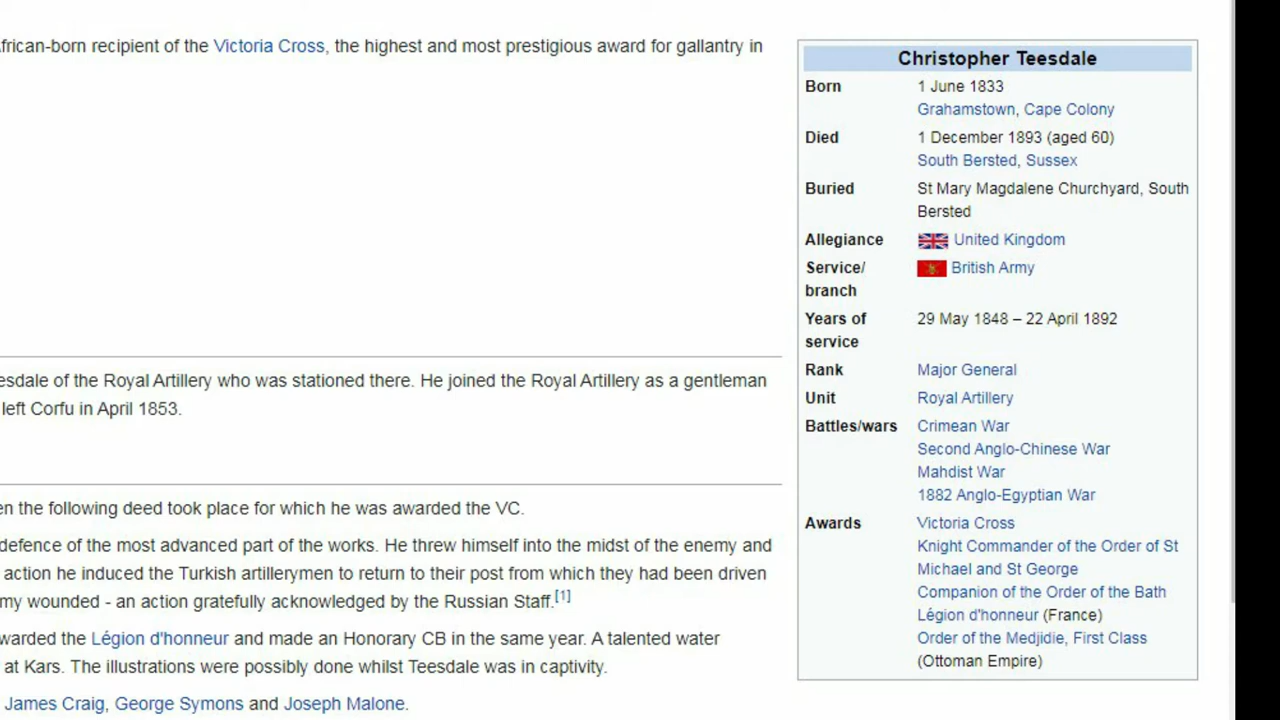 frican-born recipient of the Victoria Cross, the highest and most prestigious award for gallantry in
esdale of the Royal Artillery who was stationed there. He joined the Royal Artillery as a gentleman
left Corfu in April 1853.
en the following deed took place for which he was awarded the VC.
defence of the most advanced part of the works. He threw himself into the midst of the enemy and
action he induced the Turkish artillerymen to return to their post from which they had been driven
my wounded - an action gratefully acknowledged by the Russian Staff.[1]
warded the Légion d'honneur and made an Honorary CB in the same year. A talented water
at Kars. The illustrations were possibly done whilst Teesdale was in captivity.
James Craig, George Symons and Joseph Malone.
Christopher Teesdale
Born 1 June 1833
Grahamstown, Cape Colony
Died 1 December 1893 (aged 60)
South Bersted, Sussex
Buried St Mary Magdalene Churchyard, South
Bersted
Allegiance United Kingdom
Service/ British Army
branch
Years of 29 May 1848 – 22 April 1892
service
Rank Major General
Unit Royal Artillery
Battles/wars Crimean War
Second Anglo-Chinese War
Mahdist War
1882 Anglo-Egyptian War
Awards Victoria Cross
Knight Commander of the Order of St
Michael and St George
Companion of the Order of the Bath
Légion d'honneur (France)
Order of the Medjidie, First Class
(Ottoman Empire)